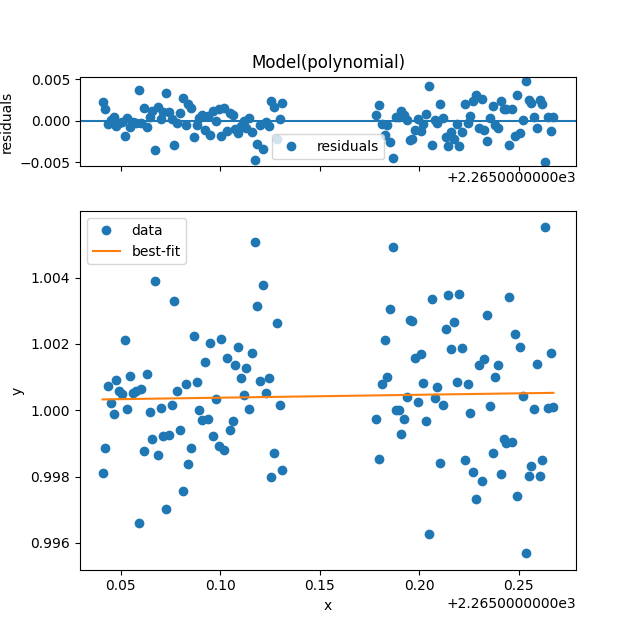 Model(polynomial)
0.005
0.000
−0.005
residuals
residuals
+2.2650000000e3
data
best-fit
1.004
1.002
1.000
0.998
0.996
y
0.05
0.10
0.15
0.20
0.25
x
+2.2650000000e3